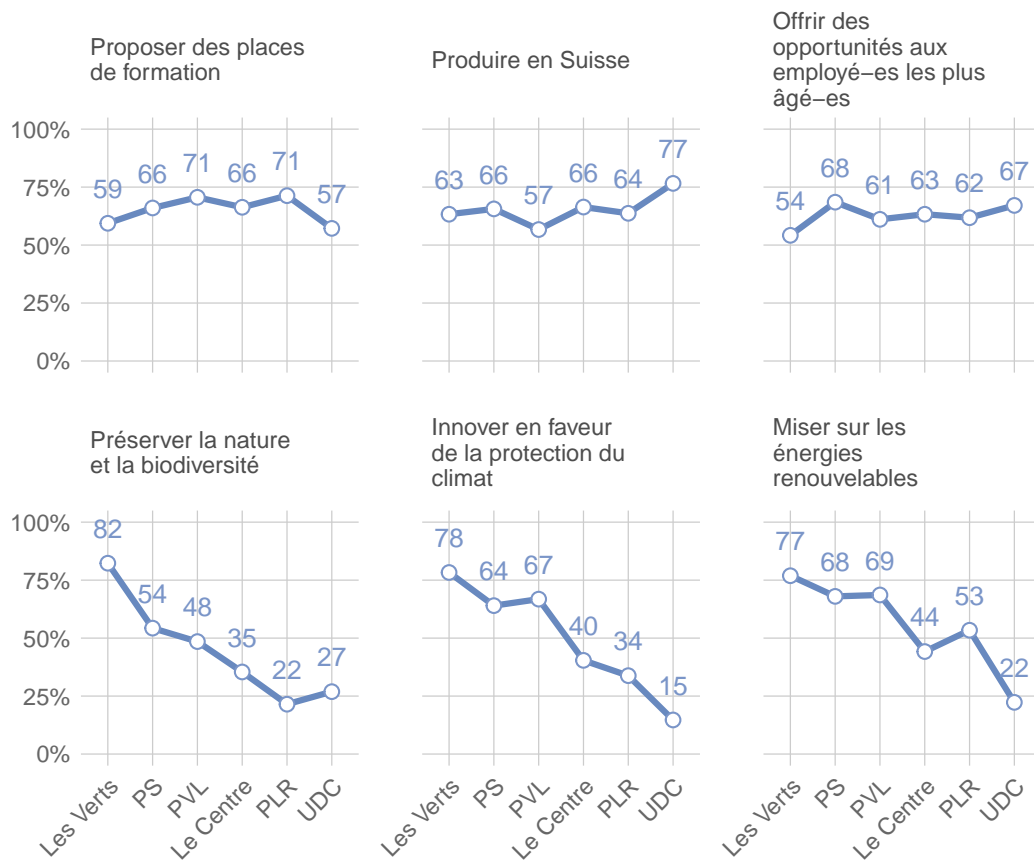 Proposer des places
de formation
Produire en Suisse
Offrir des
opportunités aux
employé−es les plus
âgé−es
100%
75%
50%
25%
0%
59
66
71
66
71
57
63
66
57
66
64
77
54
68
61
63
62
67
Préserver la nature
et la biodiversité
Innover en faveur
de la protection du
climat
Miser sur les
énergies
renouvelables
100%
75%
50%
25%
0%
82
54
48
35
22
27
78
64
67
40
34
15
77
68
69
44
53
22
Les Verts
PS
PVL
Le Centre
PLR
UDC
Les Verts
PS
PVL
Le Centre
PLR
UDC
Les Verts
PS
PVL
Le Centre
PLR
UDC